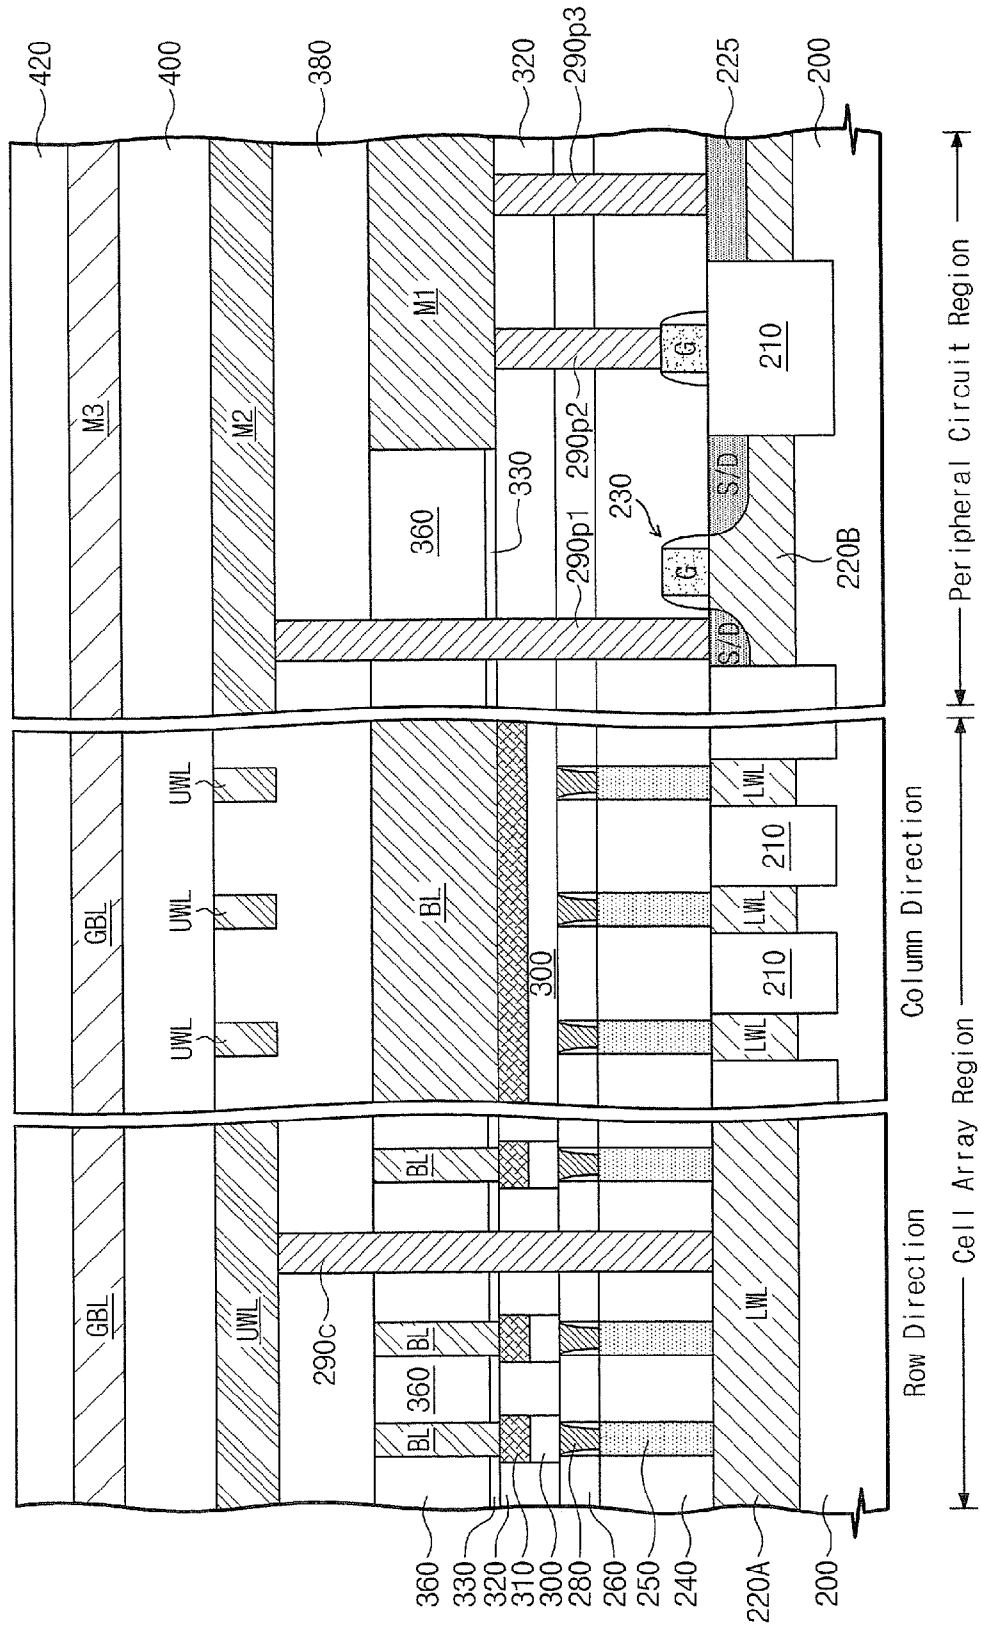 420
GBL
GBL
M3
400
UWL
UWL
UWL
UWL
M2
290c
380
360
BL
360
BL
BL
BL
360
M1
330
330
320
310
300
300
320
280
290p1
290p2
290p3
260
250
230
240
G
G
220A
LWL
LWL
LWL
LWL
210
210
S/D
S/D
210
225
200
220B
200
Row Direction
Column Direction
Cell Array Region
Peripheral Circuit Region